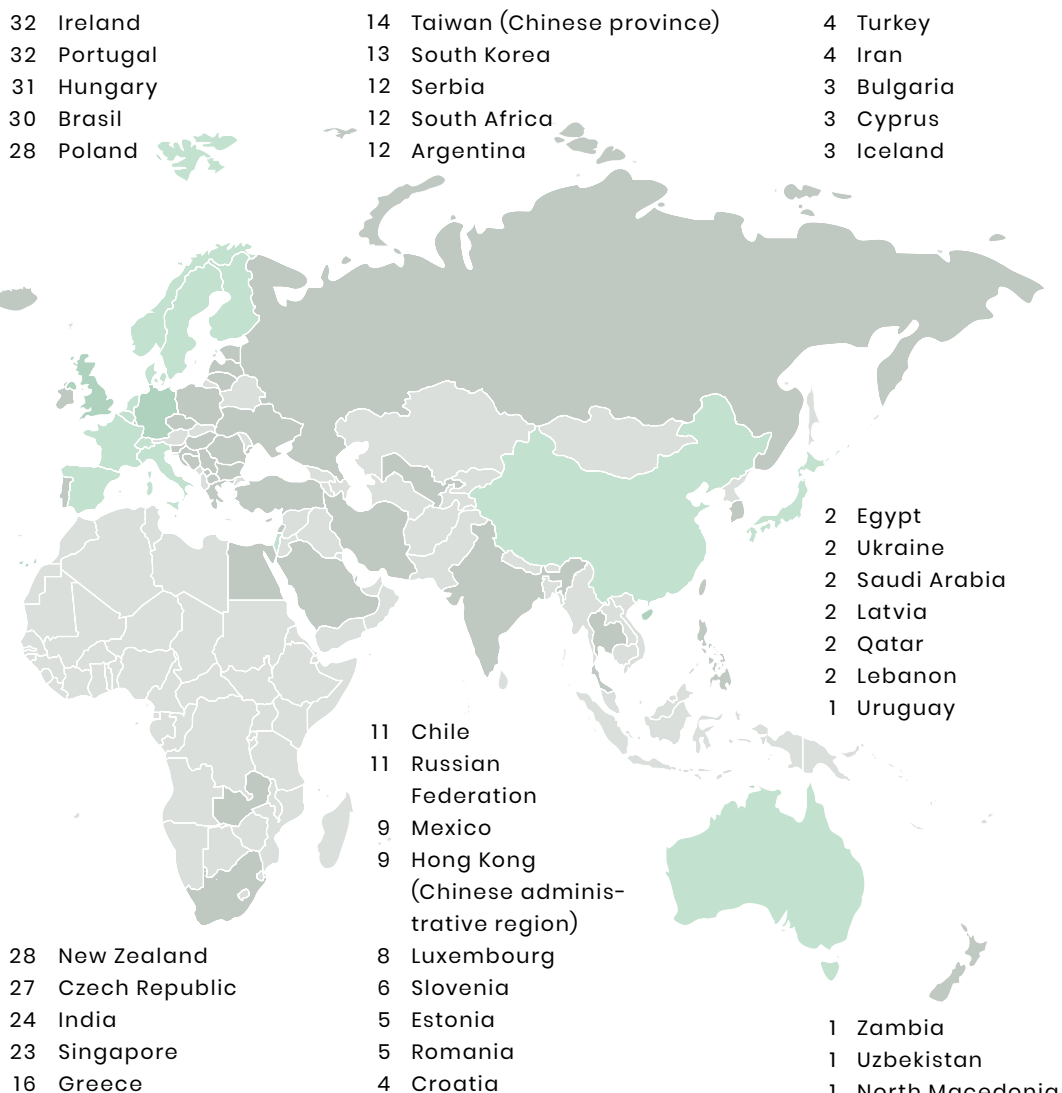 32 Ireland
32 Portugal
31 Hungary
30 Brasil
28 Poland
28 New Zealand
27 Czech Republic
24 India
23 Singapore
16 Greece
14 Taiwan (Chinese province)
13 South Korea
12 Serbia
12 South Africa
12 Argentina
11 Chile
11 Russian
Federation
9 Mexico
9 Hong Kong
(Chinese adminis-
trative region)
8 Luxembourg
6 Slovenia
5 Estonia
5 Romania
4 Croatia
4 Turkey
4 Iran
3 Bulgaria
3 Cyprus
3 Iceland
2 Egypt
2 Ukraine
2 Saudi Arabia
2 Latvia
2 Qatar
2 Lebanon
1 Uruguay
1 Zambia
1 Uzbekistan
1 North Macedonia